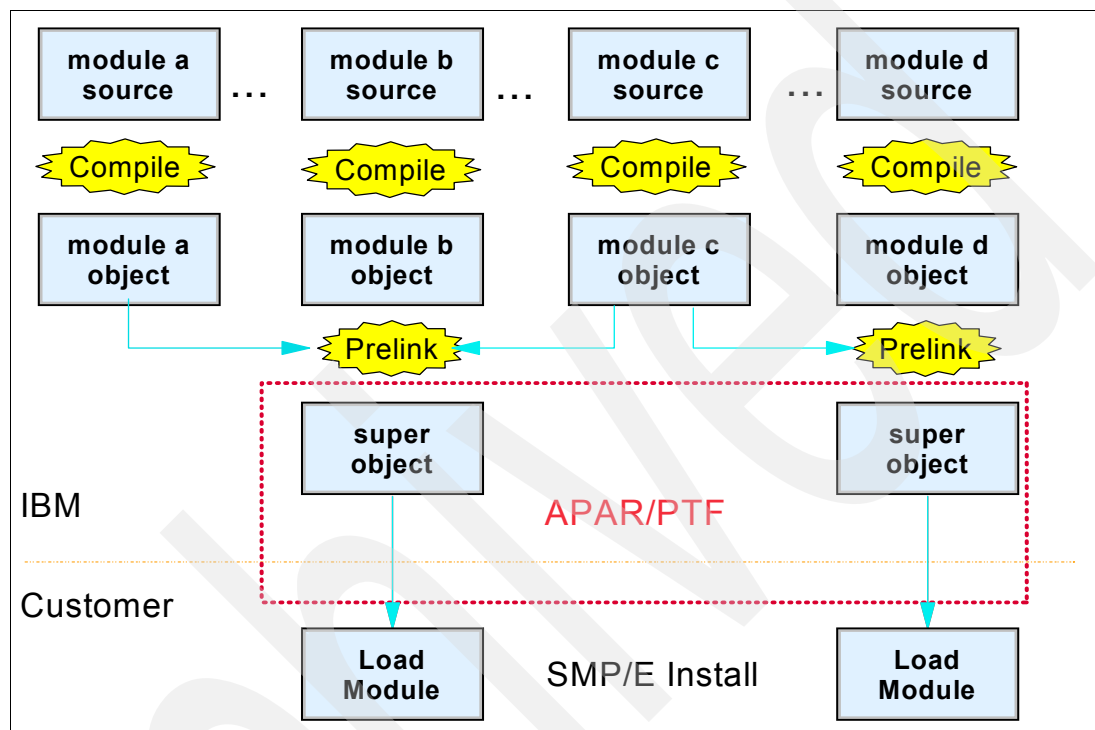 module a
source
...
module b
source
...
module c
source
...
module d
source
Compile
Compile
Compile
Compile
module a
object
module b
object
module c
object
module d
object
Prelink
Prelink
super
object
super
object
IBM
APAR/PTF
Customer
Load
Module
SMP/E Install
Load
Module